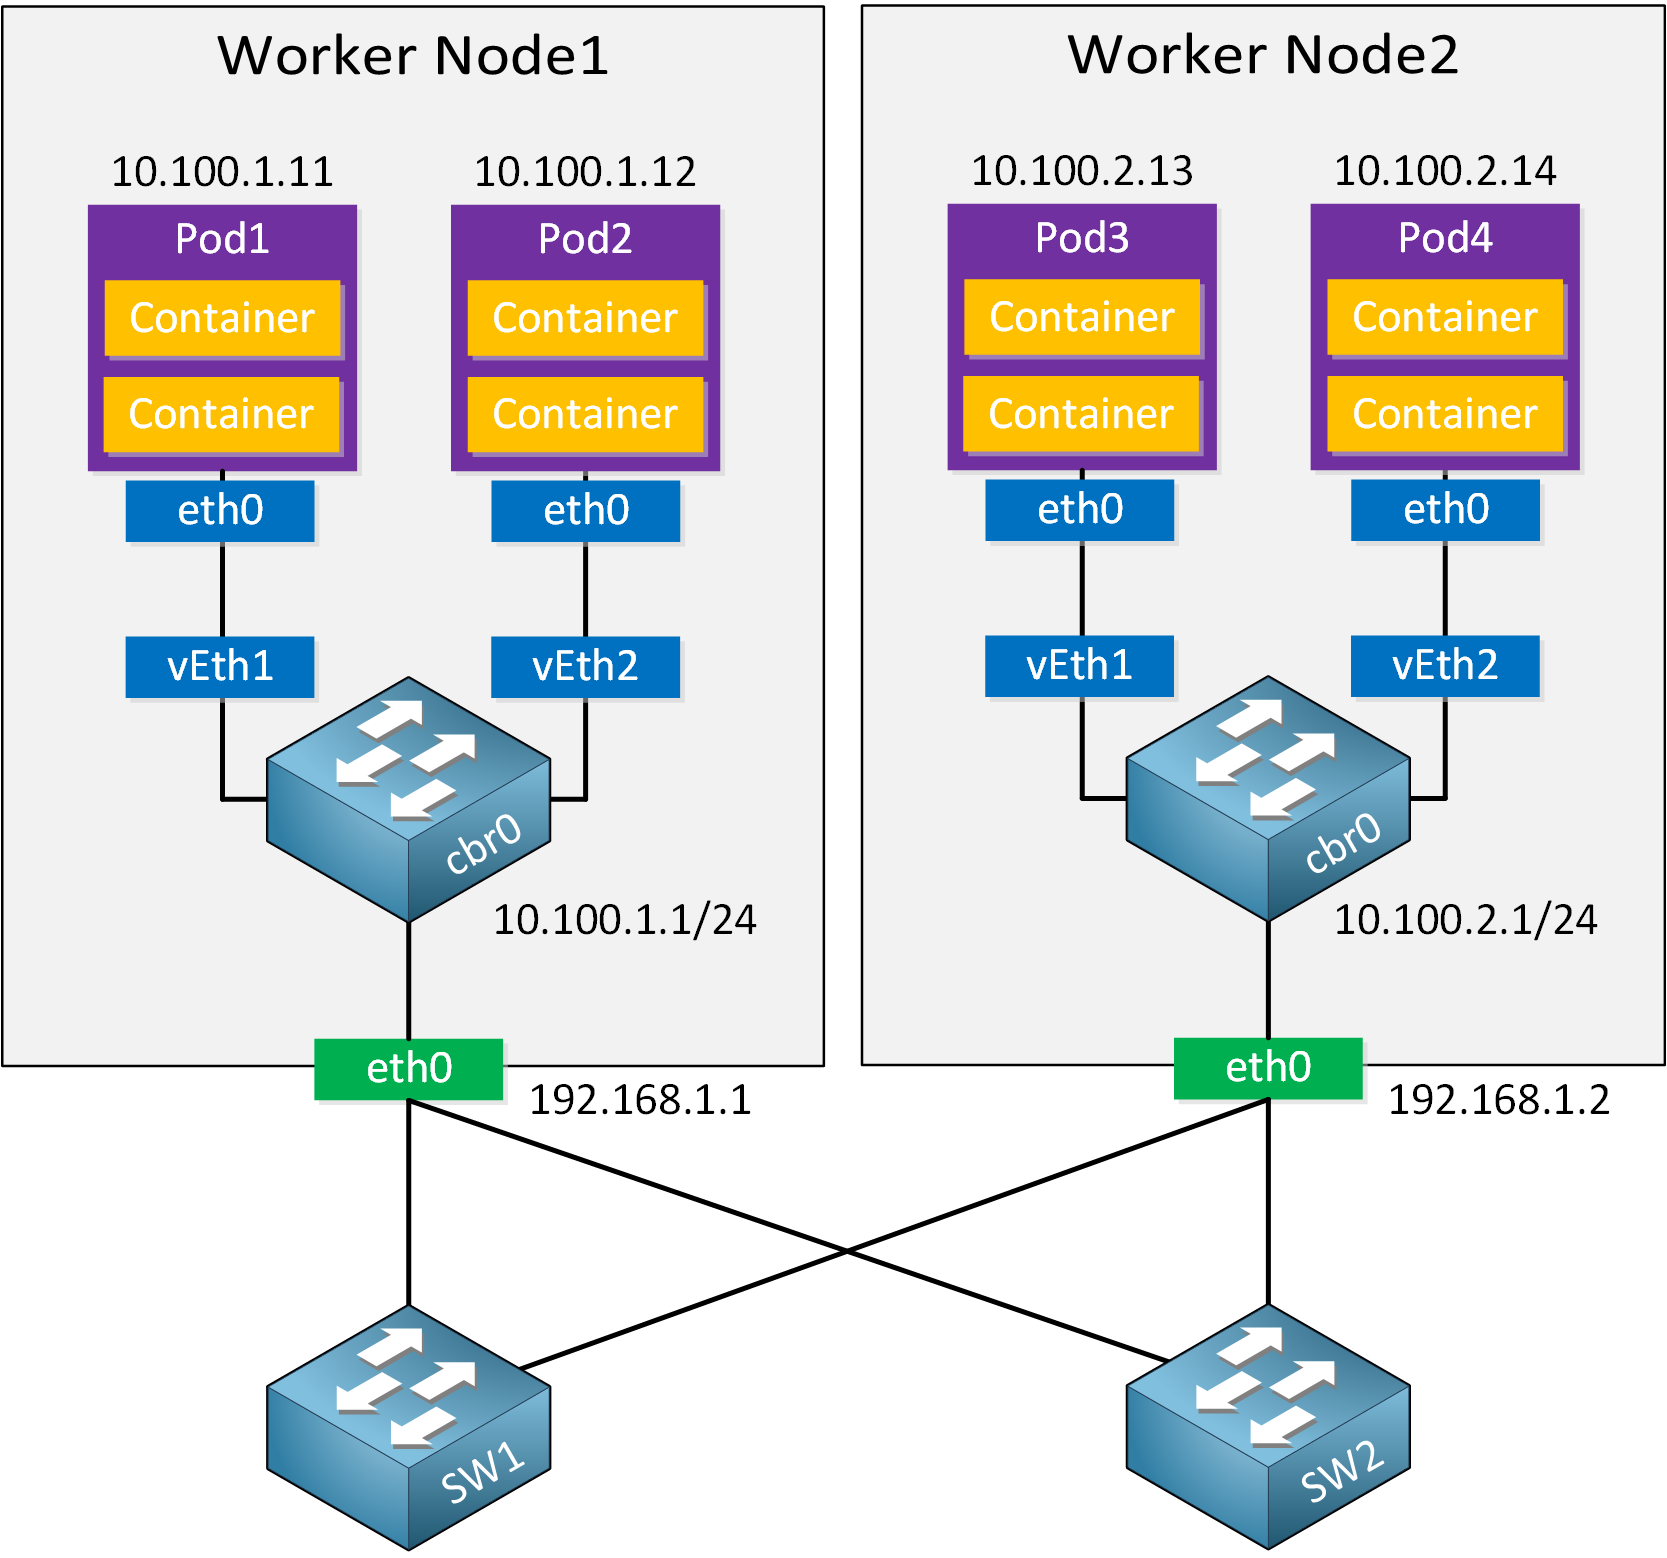 Worker Node1
10.100.1.11
10.100.1.12
Pod1
Pod2
Container
Container
Container
Container
eth0
eth0
vEth1
vEth2
cbr0
10.100.1.1/24
eth0
192.168.1.1
Worker Node2
10.100.2.13
10.100.2.14
Pod3
Pod4
Container
Container
Container
Container
eth0
eth0
vEth1
vEth2
cbr0
10.100.2.1/24
eth0
192.168.1.2
SW1
SW2